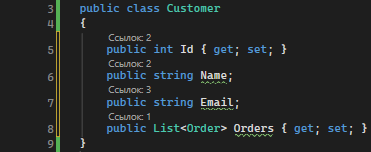 3 public class Customer
4 {
Ссылок: 2
5 public int Id { get; set; }
Ссылок: 2
6 public string Name;
Ссылок: 3
7 public string Email;
Ссылок: 1
8 public List<Order> Orders { get; set; }
9 }